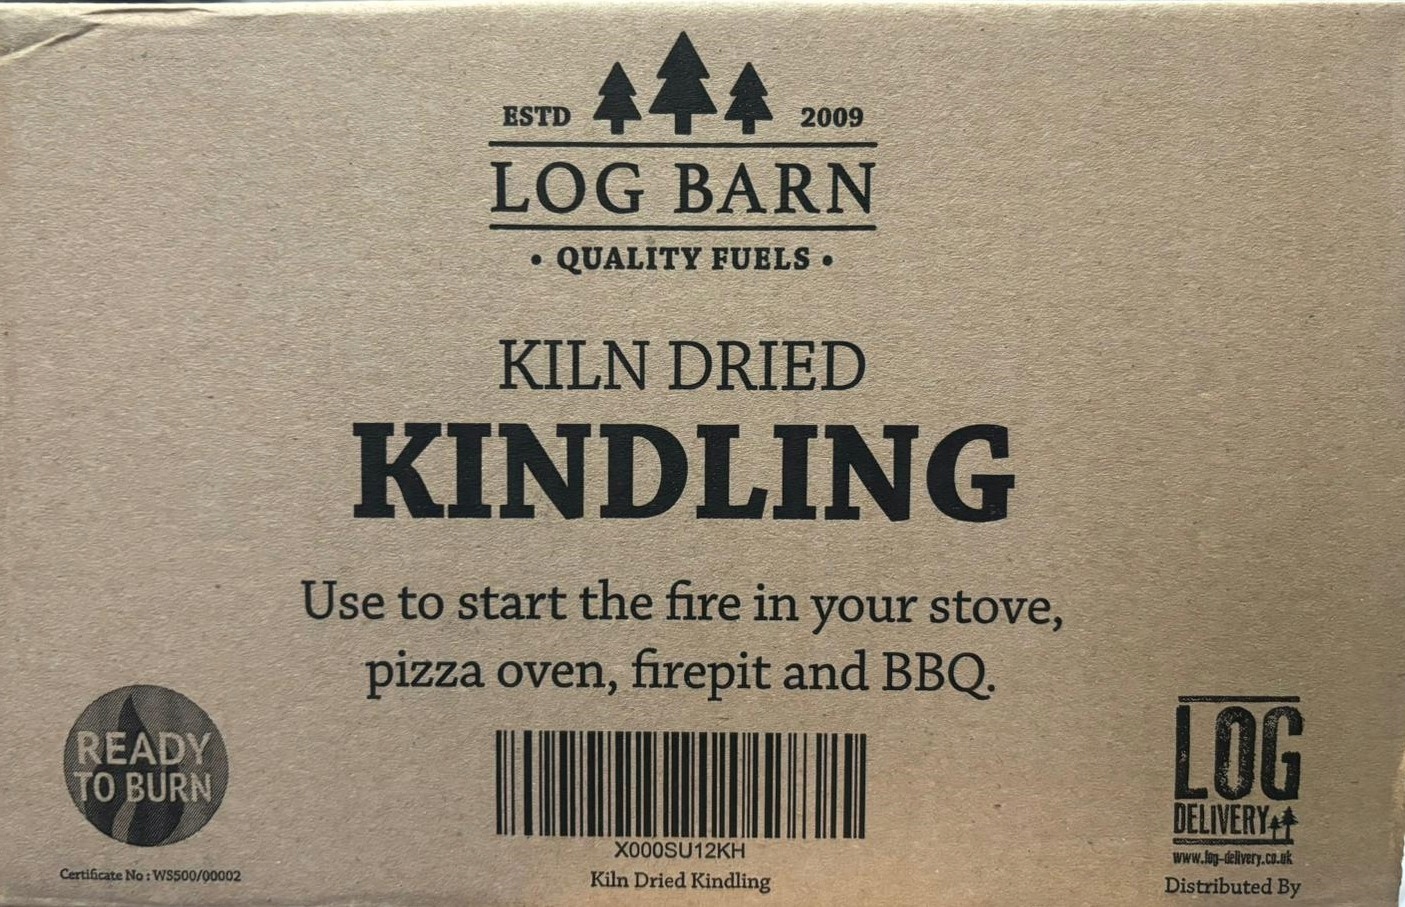 ESTD 2009
LOG BARN
• QUALITY FUELS •
KILN DRIED
KINDLING
Use to start the fire in your stove,
pizza oven, firepit and BBQ.
READY
TO BURN
Certificate No : WS500/00002
X000SU12KH
Kiln Dried Kindling
LOG
DELIVERY
www.log-delivery.co.uk
Distributed By